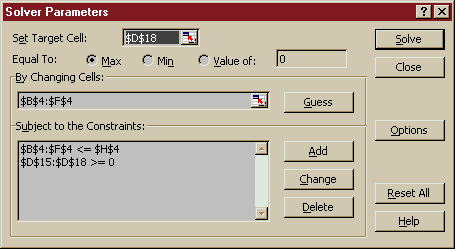 Solver Parameters
Set Target Cell: $D$18 Solve
Equal To: Max Min Value of: 0
Close
By Changing Cells:
$B$4:$F$4 Guess
Subject to the Constraints: Options
$B$4:$F$4 <= $H$4 Add
$D$15:$D$18 >= 0
Change
Reset All
Delete
Help